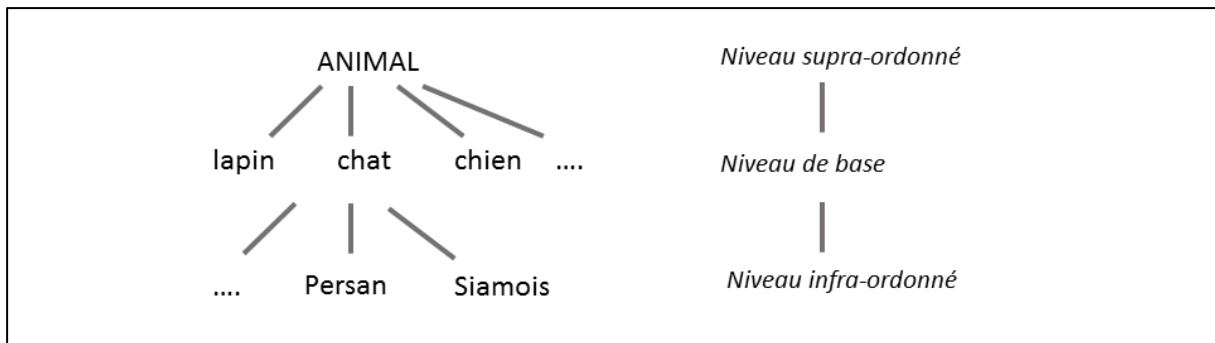 ANIMAL
Niveau supra-ordonné
lapin chat chien ....
Niveau de base
.... Persan Siamois
Niveau infra-ordonné